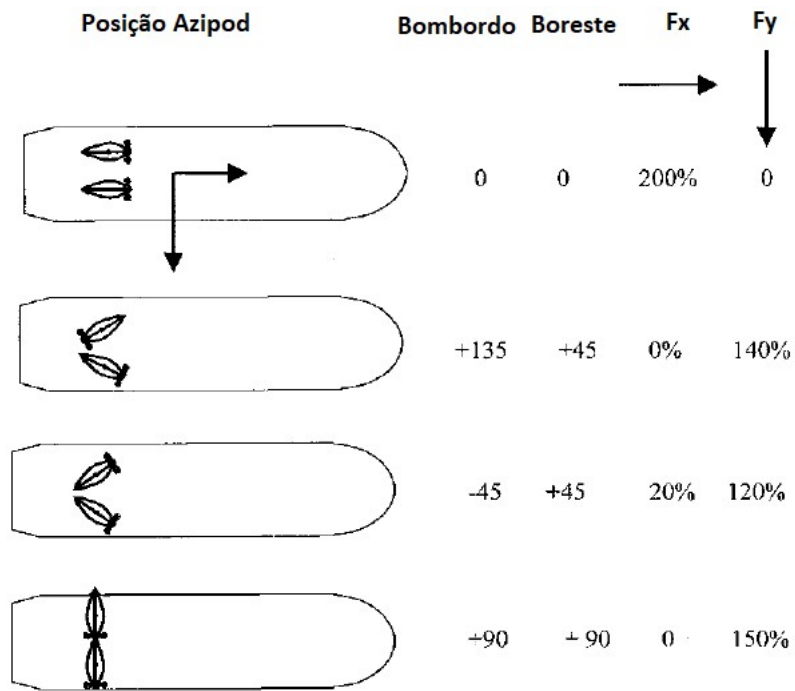 Posição Azipod Bombordo Boreste Fx Fy
0 0 200% 0
+135 +45 0% 140%
-45 +45 20% 120%
+90 +90 0 150%